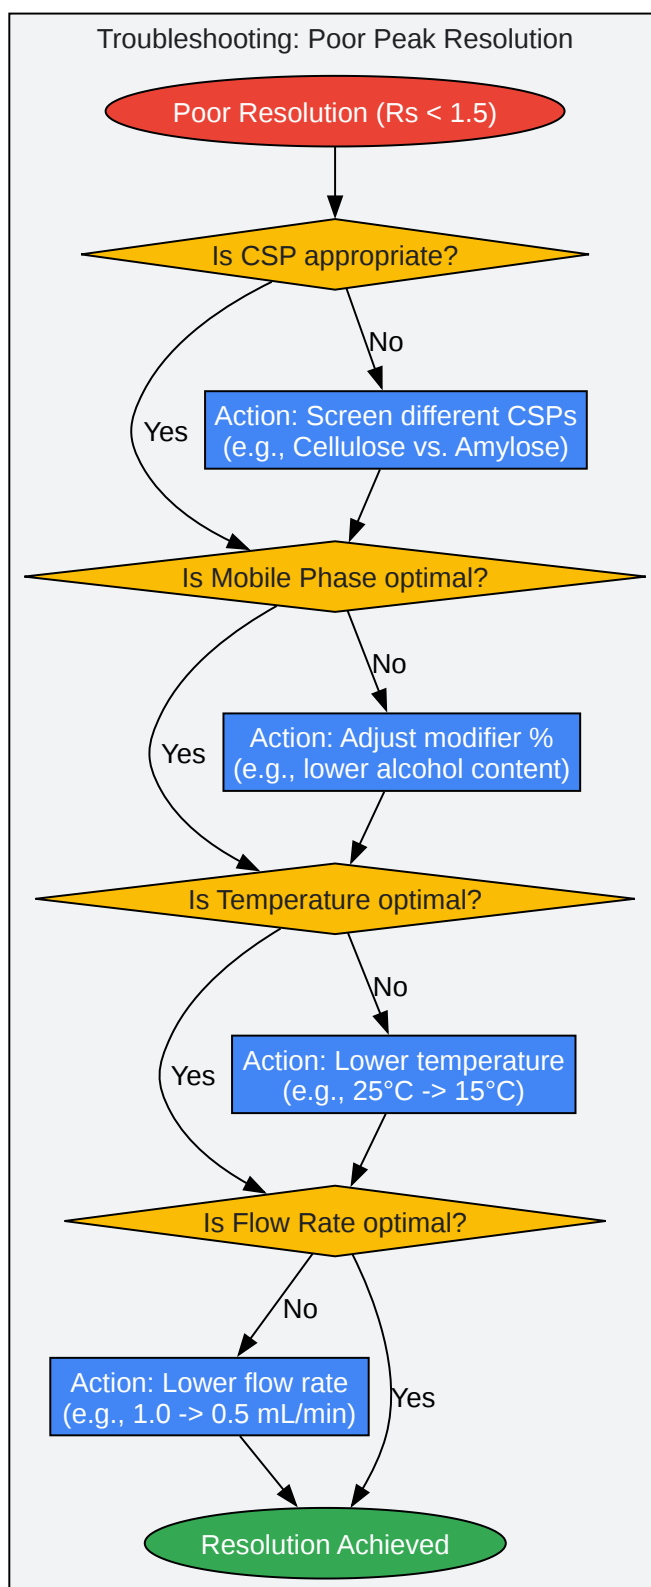 Troubleshooting: Poor Peak Resolution
Poor Resolution (Rs < 1.5)
Is CSP appropriate?
No
Action: Screen different CSPs
(e.g., Cellulose vs. Amylose)
Yes
Is Mobile Phase optimal?
No
Action: Adjust modifier %
(e.g., lower alcohol content)
Yes
Is Temperature optimal?
No
Action: Lower temperature
(e.g., 25°C -> 15°C)
Yes
Is Flow Rate optimal?
No
Action: Lower flow rate
(e.g., 1.0 -> 0.5 mL/min)
Yes
Resolution Achieved